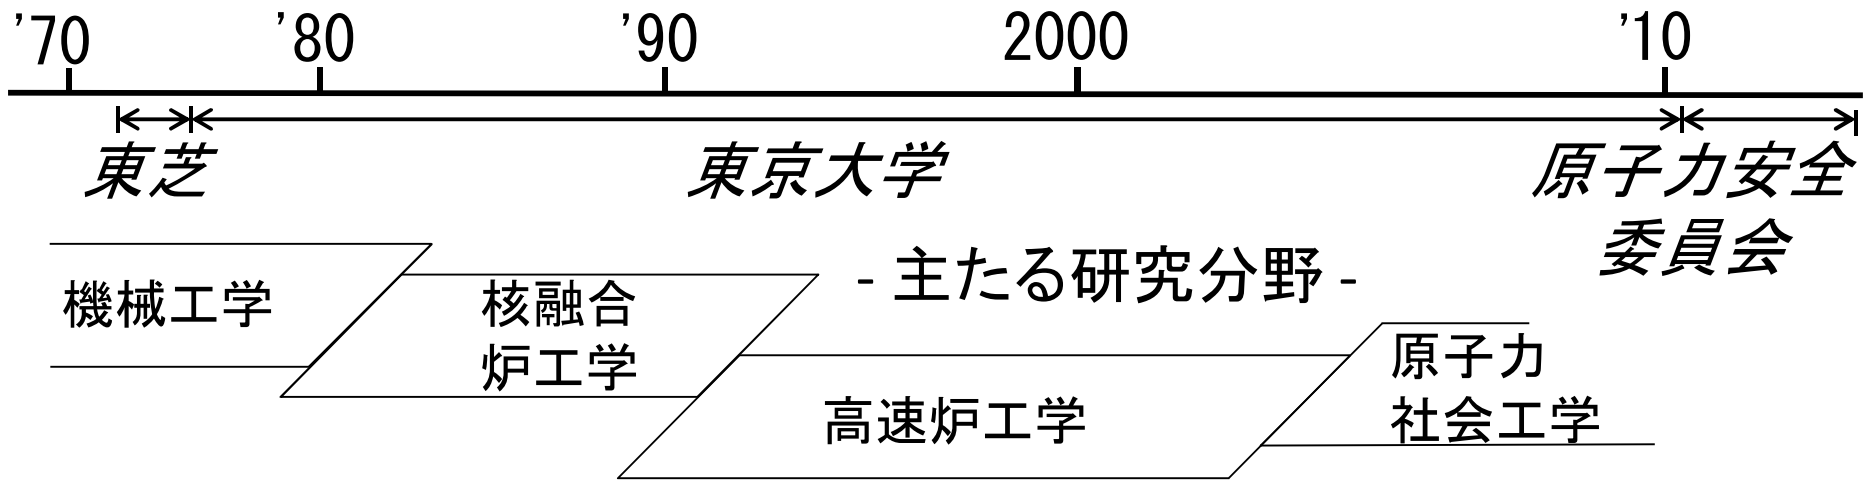 '70 '80 '90 2000 '10
東芝 東京大学 原子力安全
委員会
- 主たる研究分野 -
機械工学
核融合
炉工学
高速炉工学
原子力
社会工学